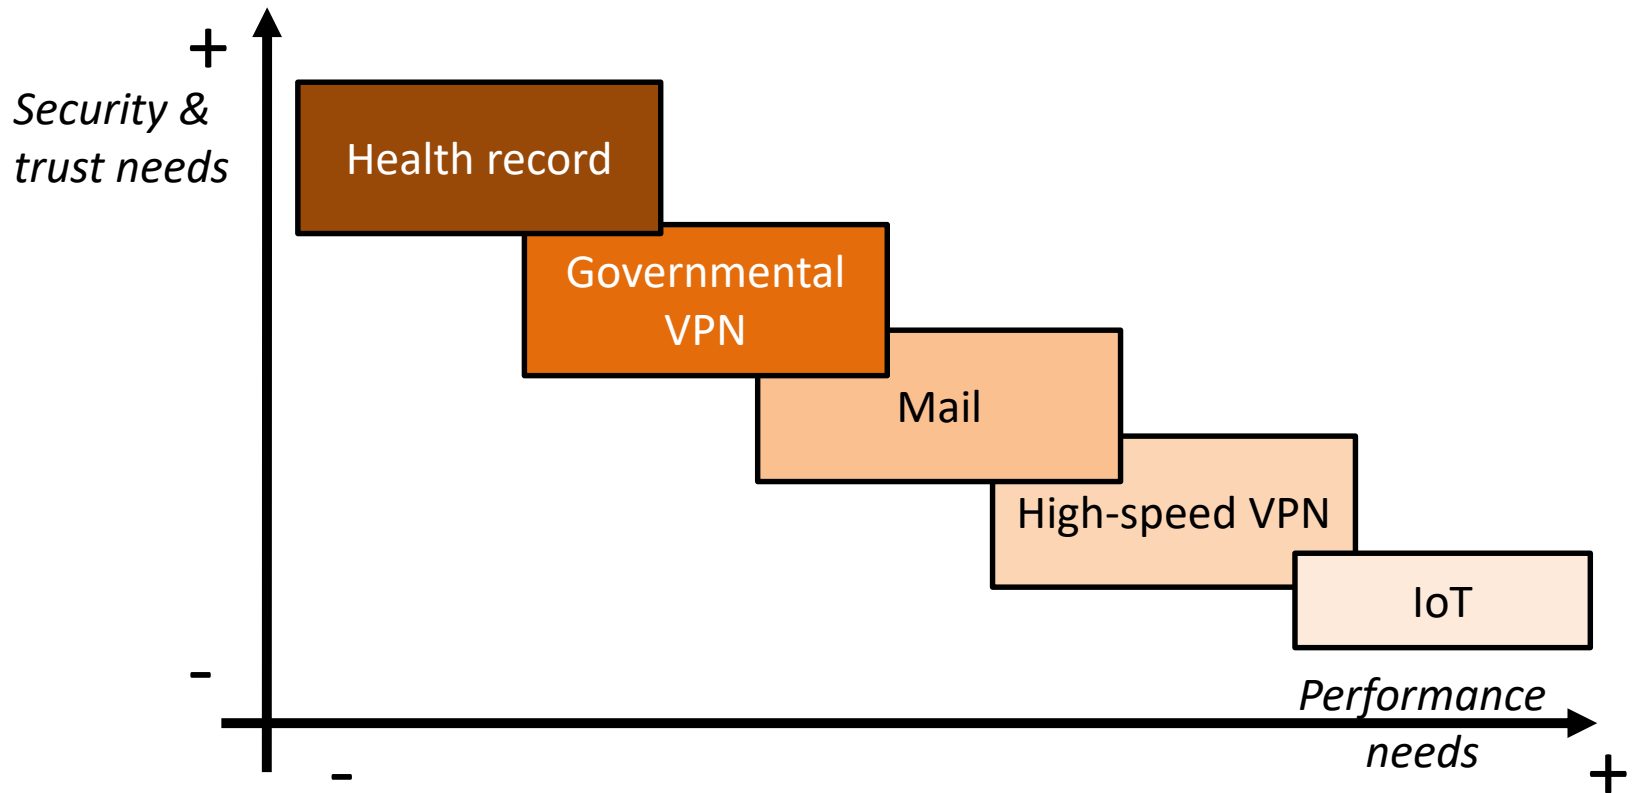 +
Security &
trust needs
Health record
Governmental
VPN
Mail
High-speed VPN
IoT
-
Performance
needs
-
+